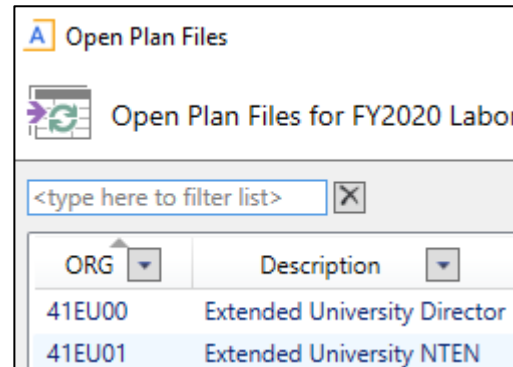 A Open Plan Files
Open Plan Files for FY2020 Labor
<type here to filter list>
ORG Description
41EU00 Extended University Director
41EU01 Extended University NTEN